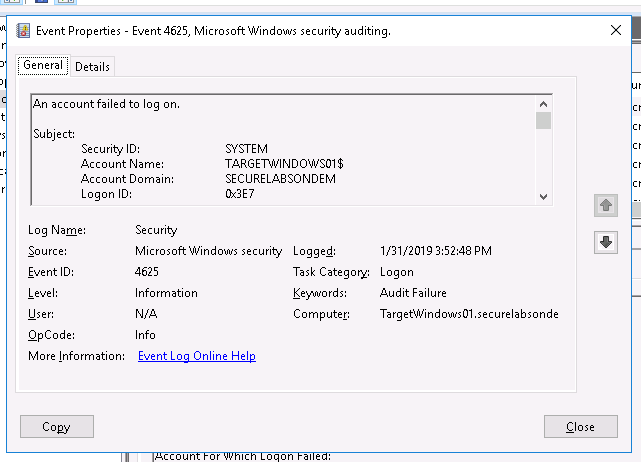 Event Properties - Event 4625, Microsoft Windows security auditing.
General Details
An account failed to log on.
Subject:
Security ID: SYSTEM
Account Name: TARGETWINDOWS01$
Account Domain: SECURELABSONDEM
Logon ID: 0x3E7
Log Name: Security
Source: Microsoft Windows security Logged: 1/31/2019 3:52:48 PM
Event ID: 4625 Task Category: Logon
Level: Information Keywords: Audit Failure
User: N/A Computer: TargetWindows01.securelabsonde
OpCode: Info
More Information: Event Log Online Help
Copy Close
Account For Which Logon Failed: